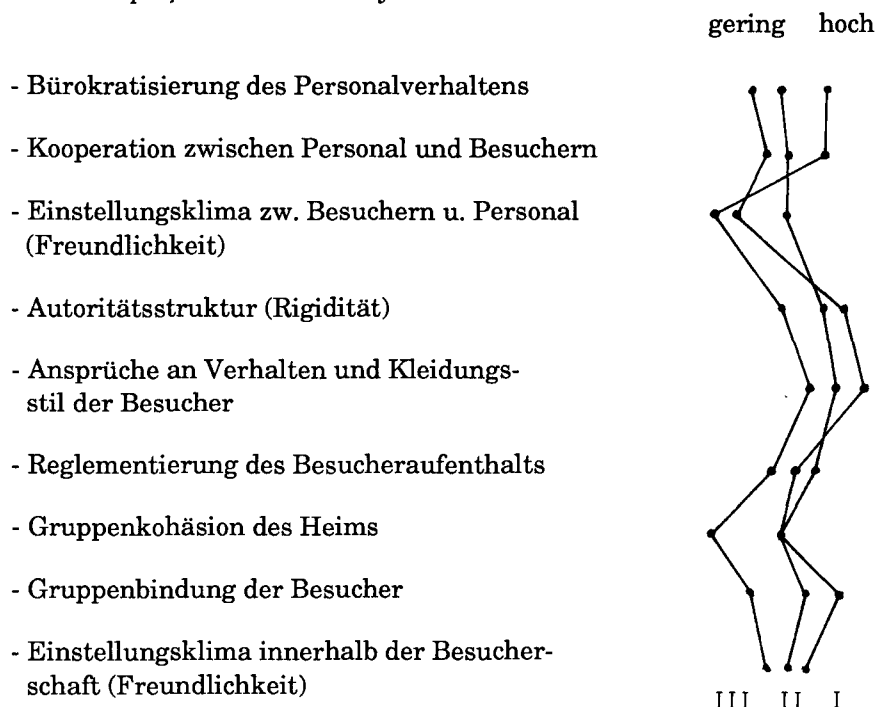 gering hoch
- Bürokratisierung des Personalverhaltens
- Kooperation zwischen Personal und Besuchern
- Einstellungsklima zw. Besuchern u. Personal
(Freundlichkeit)
- Autoritätsstruktur (Rigidität)
- Ansprüche an Verhalten und Kleidungs-
stil der Besucher
- Reglementierung des Besucheraufenthalts
- Gruppenkohäsion des Heims
- Gruppenbindung der Besucher
- Einstellungsklima innerhalb der Besucher-
schaft (Freundlichkeit)
III II I